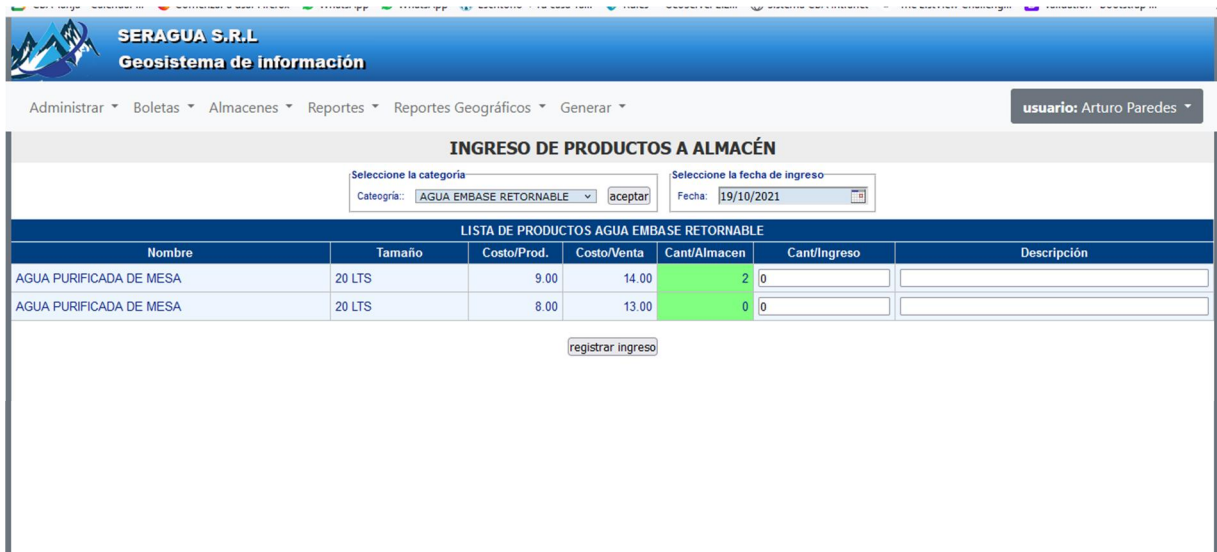 SERAGUA S.R.L
Geosistema de información
Administrar Boletas Almacenes Reportes Reportes Geográficos Generar usuario: Arturo Paredes
INGRESO DE PRODUCTOS A ALMACÉN
Seleccione la categoría Seleccione la fecha de ingreso
Cateogría:: AGUA EMBASE RETORNABLE aceptar Fecha: 19/10/2021
LISTA DE PRODUCTOS AGUA EMBASE RETORNABLE
Nombre Tamaño Costo/Prod. Costo/Venta Cant/Almacen Cant/Ingreso Descripción
AGUA PURIFICADA DE MESA 20 LTS 9.00 14.00 2 0
AGUA PURIFICADA DE MESA 20 LTS 8.00 13.00 0 0
registrar ingreso